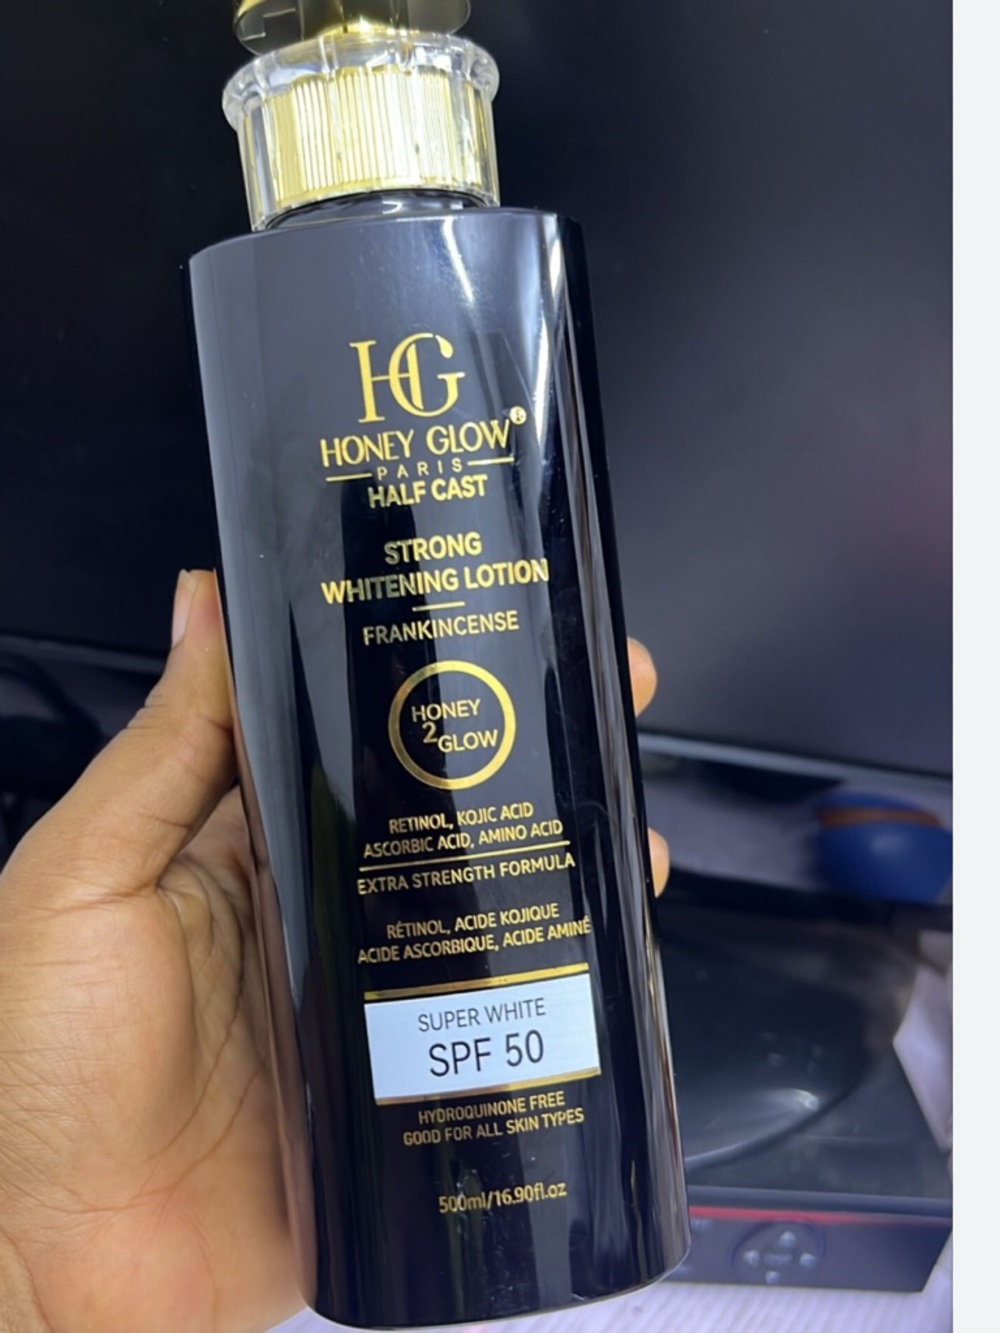 HG
HONEY GLOW®
PARIS
HALF CAST
STRONG
WHITENING LOTION
FRANKINCENSE
HONEY
2
GLOW
RETINOL, KOJIC ACID
ASCORBIC ACID, AMINO ACID
EXTRA STRENGTH FORMULA
RÉTINOL, ACIDE KOJIQUE
ACIDE ASCORBIQUE, ACIDE AMINÉ
SUPER WHITE
SPF 50
HYDROQUINONE FREE
GOOD FOR ALL SKIN TYPES
500ml/16.90fl.oz